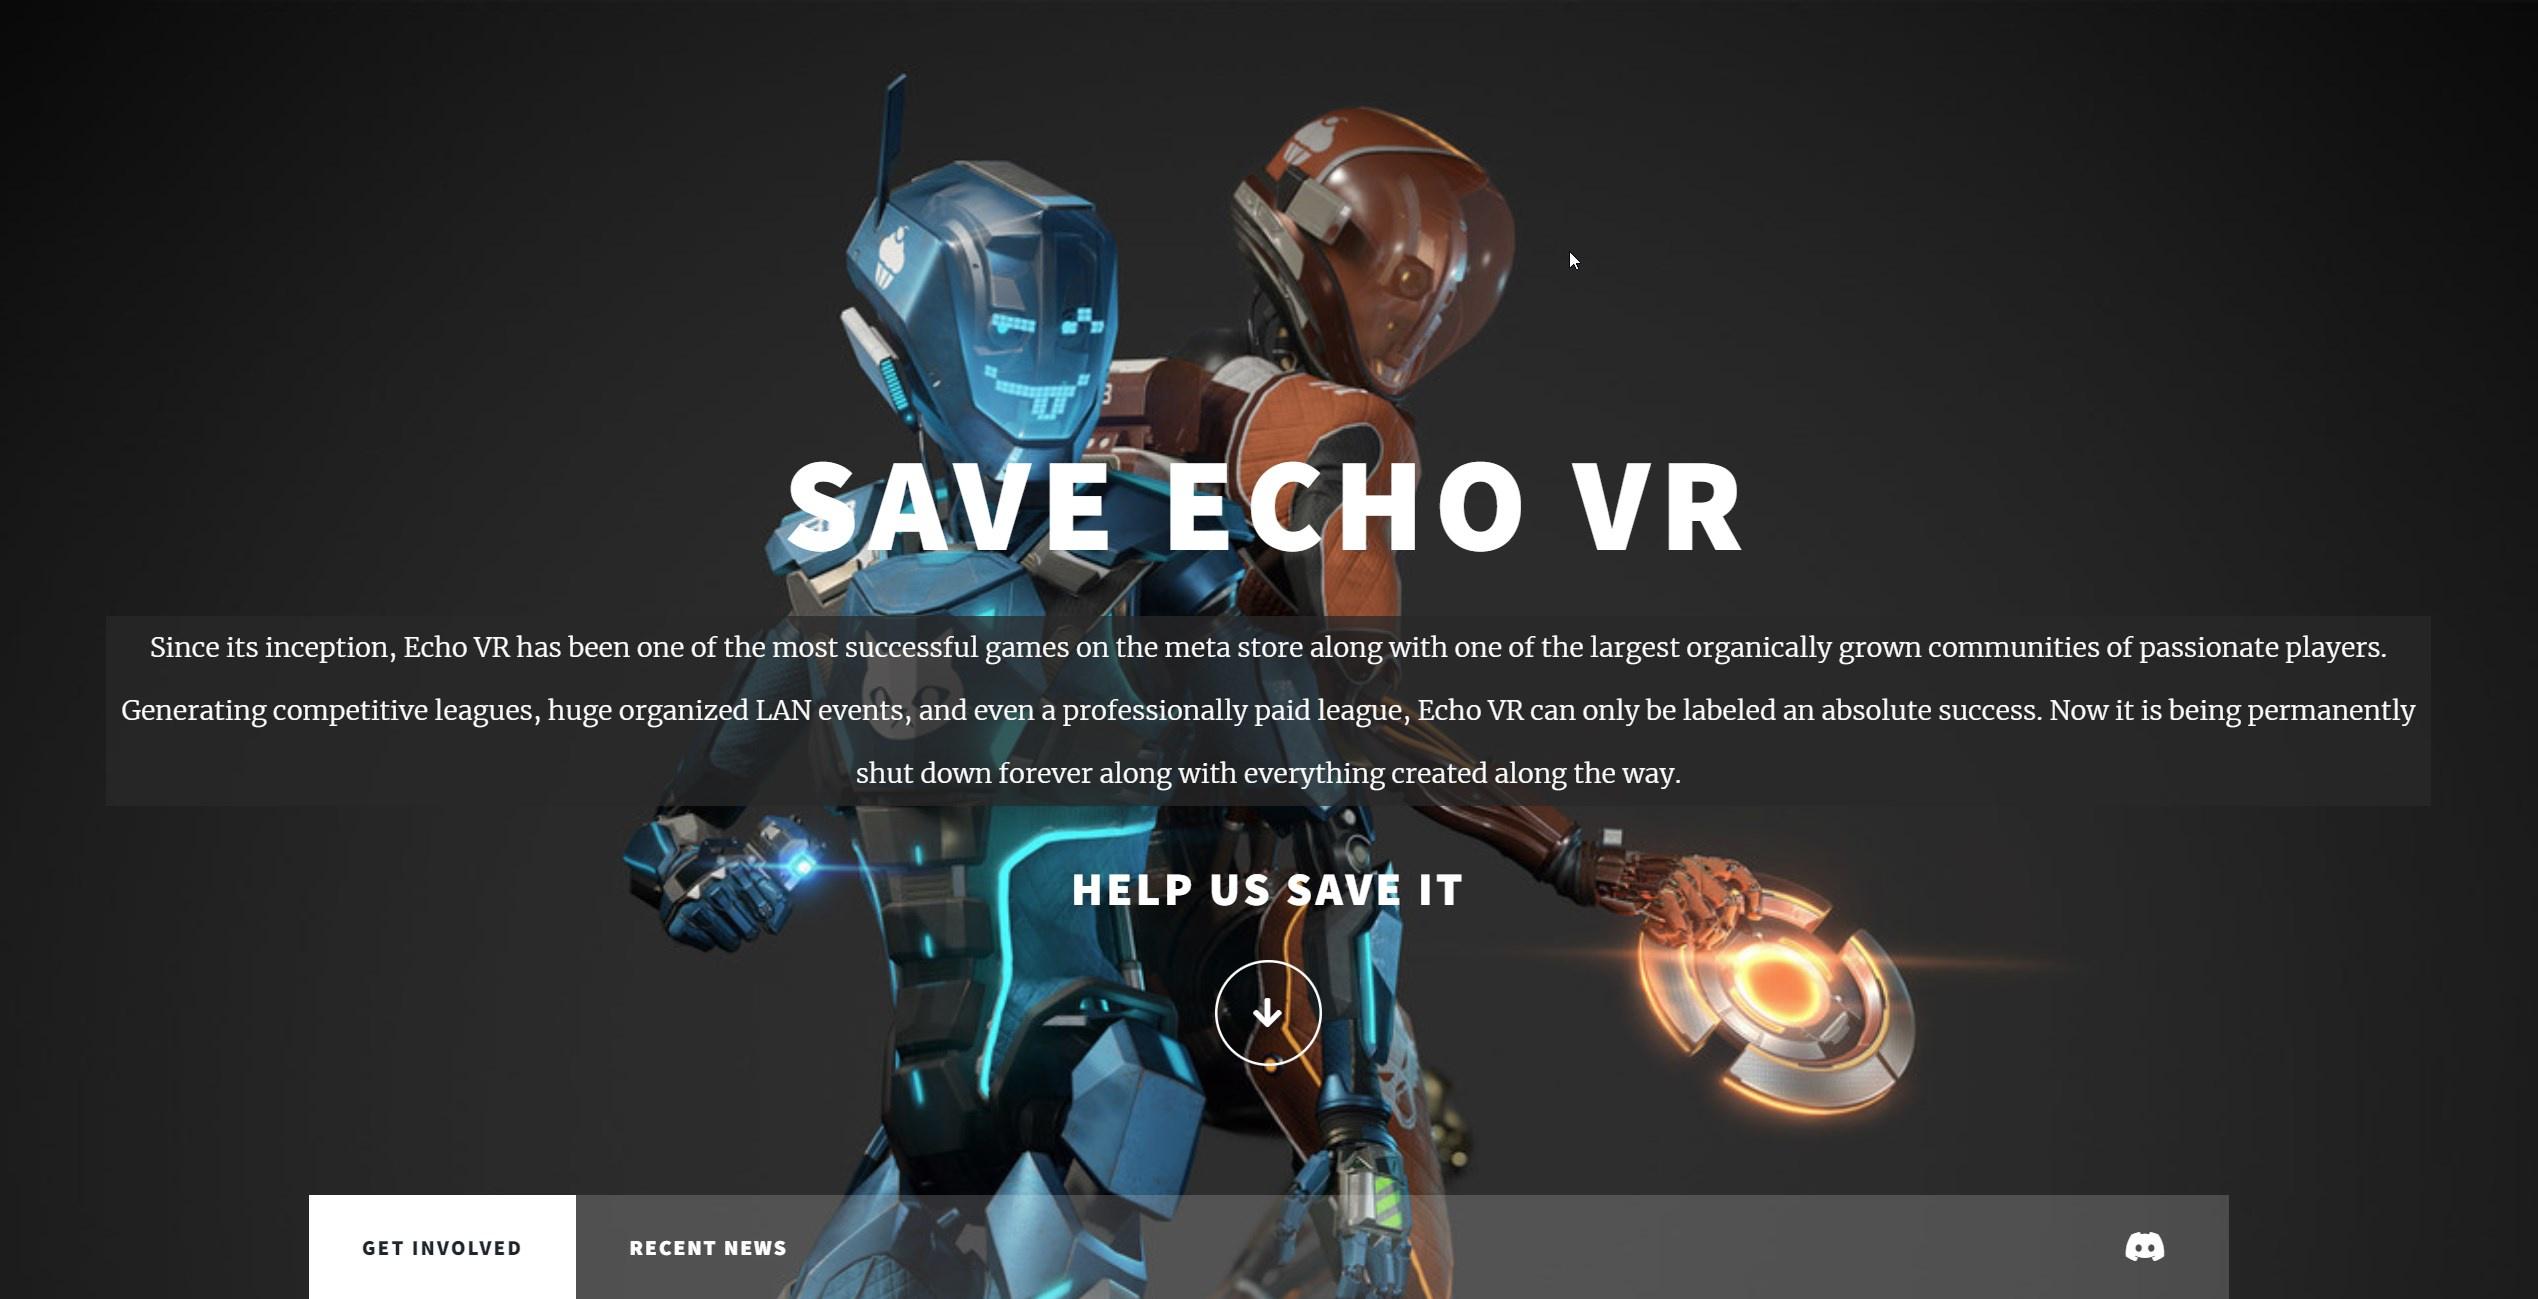 SAVE ECHO VR
Since its inception, Echo VR has been one of the most successful games on the meta store along with one of the largest organically grown communities of passionate players.
Generating competitive leagues, huge organized LAN events, and even a professionally paid league, Echo VR can only be labeled an absolute success. Now it is being permanently
shut down forever along with everything created along the way.
HELP US SAVE IT
GET INVOLVED
RECENT NEWS